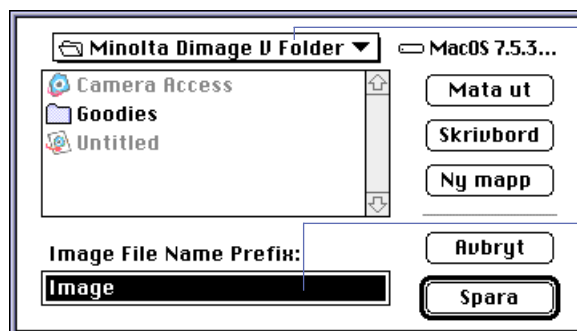 Minolta Dimage V Folder
MacOS 7.5.3...
Camera Access
Goodies
Untitled
Mata ut
Skrivbord
Ny mapp
Image File Name Prefix:
Image
Avbryt
Spara